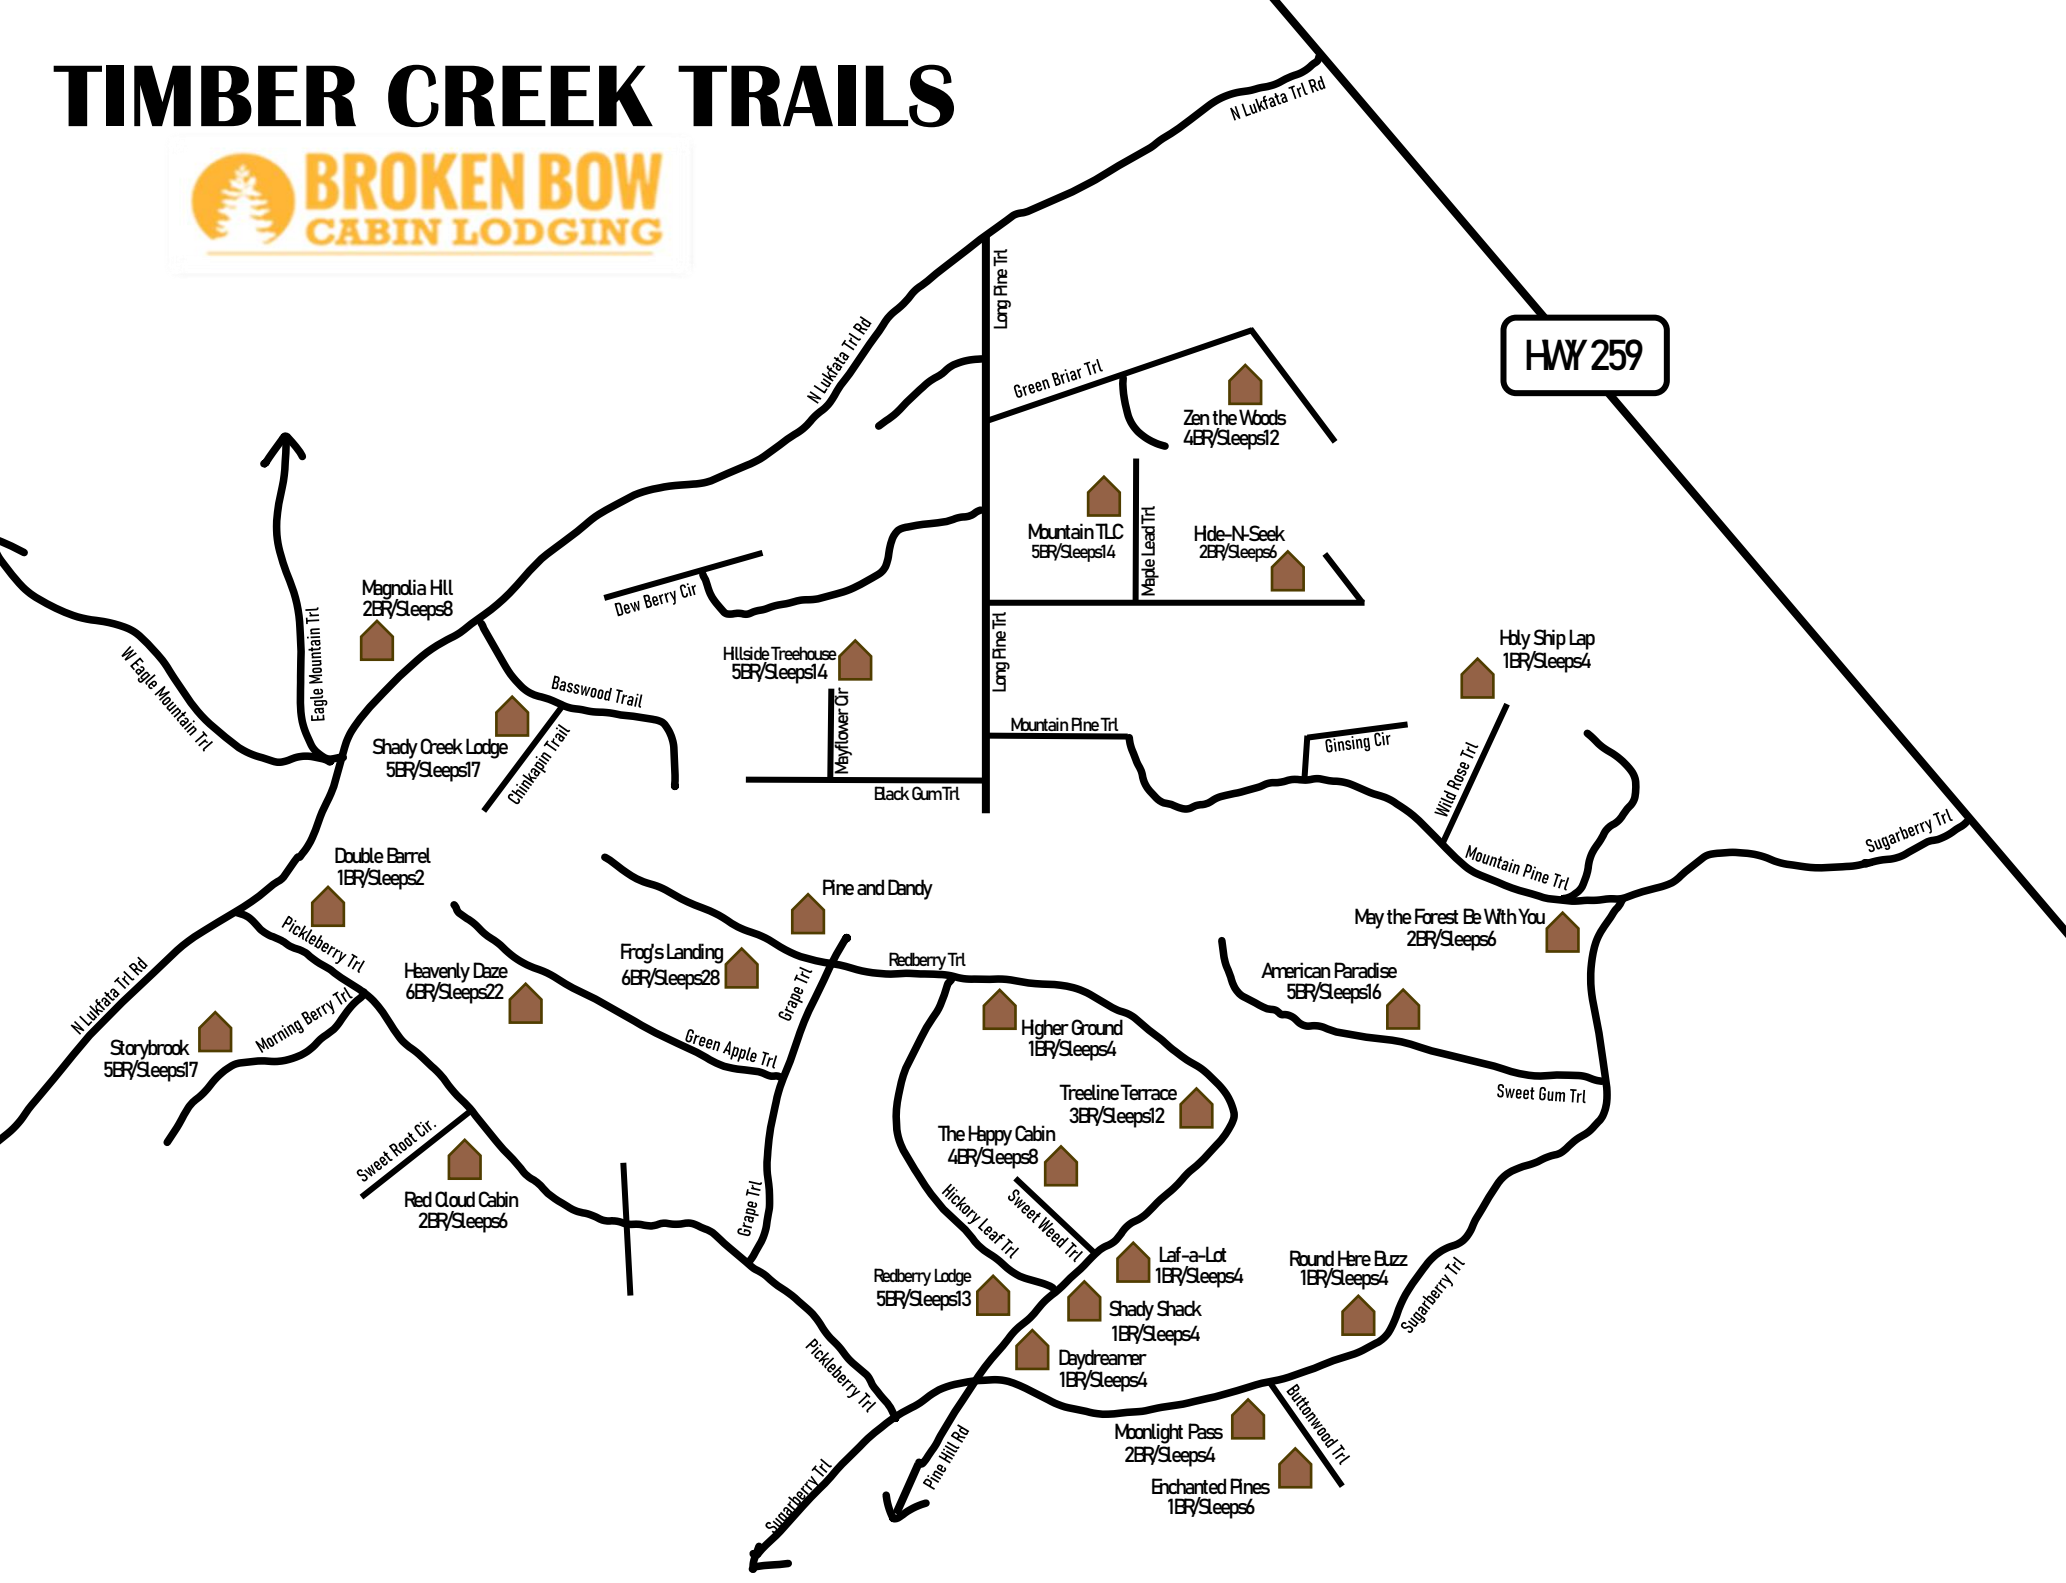 TIMBER CREEK TRAILS
BROKEN BOW
CABIN LODGING
N Lukfata Trl Rd
HWY 259
Long Pine Trl
N Lukfata Trl Rd
Green Briar Trl
Zen the Woods
4BR/Sleeps12
Mountain TLC
5BR/Sleeps14
Maple Lead Trl
Hide-N-Seek
2BR/Sleeps6
Dew Berry Cir
Magnolia Hill
2BR/Sleeps8
Eagle Mountain Trl
W Eagle Mountain Trl
Hillside Treehouse
5BR/Sleeps14
Long Pine Trl
Holy Ship Lap
1BR/Sleeps4
Basswood Trail
Shady Creek Lodge
5BR/Sleeps17
Chinkapin Trail
Mayflower Cir
Black Gum Trl
Mountain Pine Trl
Ginsing Cir
Wild Rose Trl
Mountain Pine Trl
Sugarberry Trl
Double Barrel
1BR/Sleeps2
Pickleberry Trl
Pine and Dandy
Frog's Landing
6BR/Sleeps28
Heavenly Daze
6BR/Sleeps22
Grape Trl
Redberry Trl
May the Forest Be With You
2BR/Sleeps6
American Paradise
5BR/Sleeps16
N Lukfata Trl Rd
Morning Berry Trl
Storybrook
5BR/Sleeps17
Green Apple Trl
Higher Ground
1BR/Sleeps4
Treeline Terrace
3BR/Sleeps12
Sweet Gum Trl
The Happy Cabin
4BR/Sleeps8
Sweet Root Cir.
Red Cloud Cabin
2BR/Sleeps6
Grape Trl
Hickory Leaf Trl
Sweet Weed Trl
Redberry Lodge
5BR/Sleeps13
Laf-a-Lot
1BR/Sleeps4
Shady Shack
1BR/Sleeps4
Round Here Buzz
1BR/Sleeps4
Sugarberry Trl
Pickleberry Trl
Daydreamer
1BR/Sleeps4
Moonlight Pass
2BR/Sleeps4
Buttonwood Trl
Enchanted Pines
1BR/Sleeps6
Pine Hill Rd
Sugarberry Trl